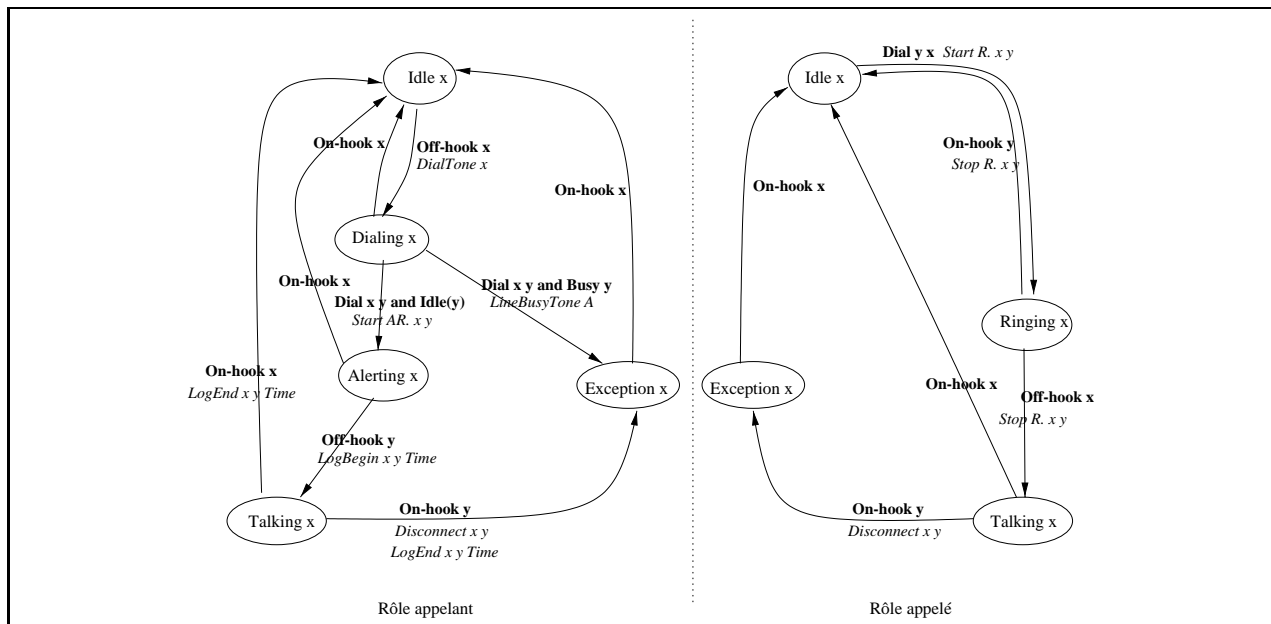 Idle x
On-hook x
Off-hook x
DialTone x
On-hook x
Dialing x
On-hook x
Dial x y and Busy y
LineBusyTone A
Dial x y and Idle(y)
Start AR. x y
On-hook x
LogEnd x y Time
Alerting x
Exception x
Off-hook y
LogBegin x y Time
Talking x
On-hook y
Disconnect x y
LogEnd x y Time
Rôle appelant
Dial y x Start R. x y
Idle x
On-hook y
Stop R. x y
On-hook x
Ringing x
Exception x
On-hook x
Off-hook x
Stop R. x y
On-hook y
Disconnect x y
Talking x
Rôle appelé